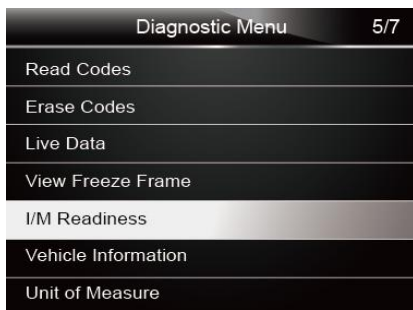 Diagnostic Menu 5/7
Read Codes
Erase Codes
Live Data
View Freeze Frame
I/M Readiness
Vehicle Information
Unit of Measure